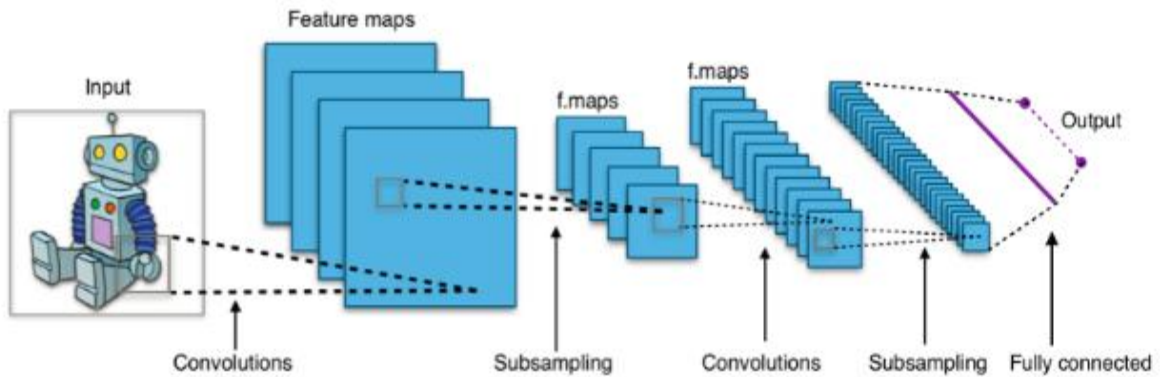 Feature maps
f.maps
Input
f.maps
Output
Convolutions
Subsampling
Convolutions
Subsampling
Fully connected